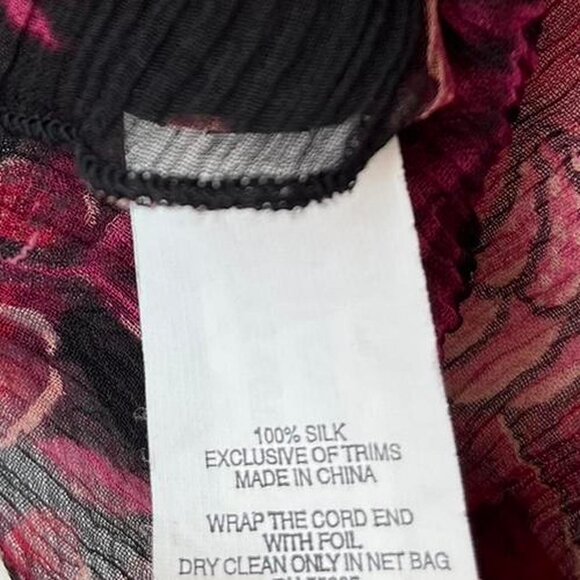 100% SILK
EXCLUSIVE OF TRIMS
MADE IN CHINA
WRAP THE CORD END
WITH FOIL
DRY CLEAN ONLY IN NET BAG